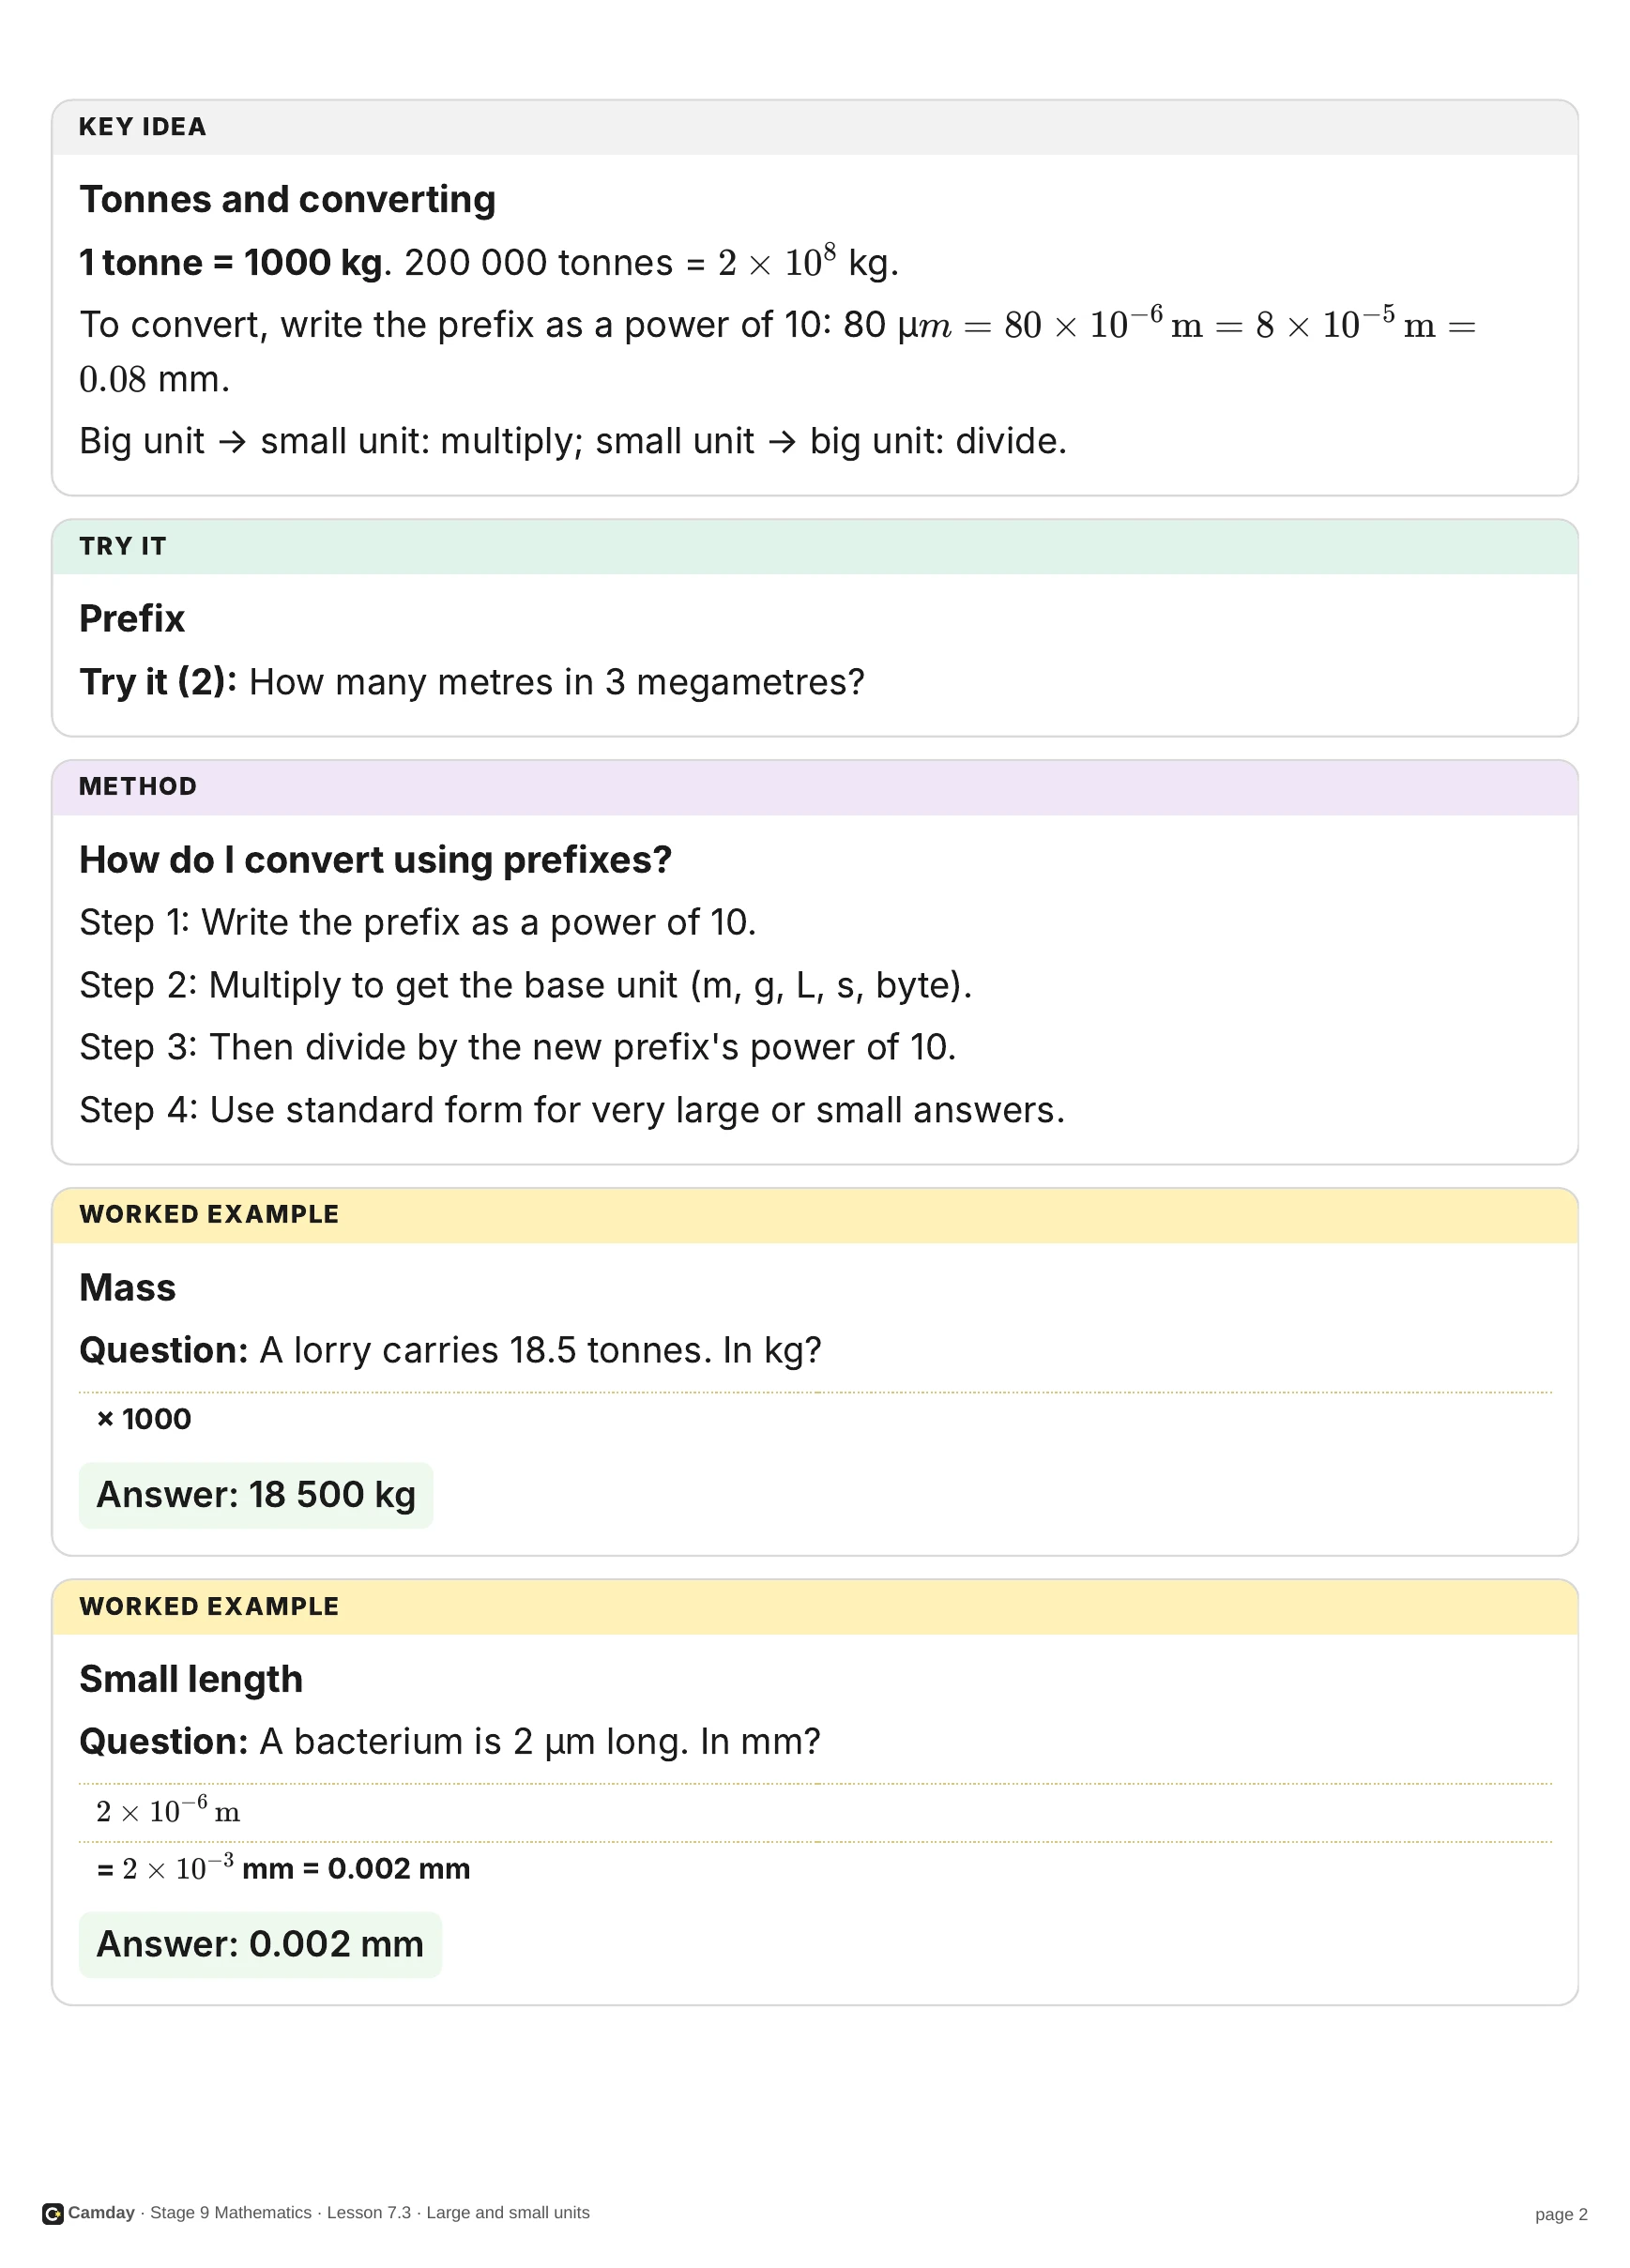 KEY IDEA
Tonnes and converting
1 tonne = 1000 kg. 200 000 tonnes = 2 × 10⁸ kg.
To convert, write the prefix as a power of 10: 80 μm = 80 × 10⁻⁶ m = 8 × 10⁻⁵ m =
0.08 mm.
Big unit → small unit: multiply; small unit → big unit: divide.
TRY IT
Prefix
Try it (2): How many metres in 3 megametres?
METHOD
How do I convert using prefixes?
Step 1: Write the prefix as a power of 10.
Step 2: Multiply to get the base unit (m, g, L, s, byte).
Step 3: Then divide by the new prefix's power of 10.
Step 4: Use standard form for very large or small answers.
WORKED EXAMPLE
Mass
Question: A lorry carries 18.5 tonnes. In kg?
× 1000
Answer: 18 500 kg
WORKED EXAMPLE
Small length
Question: A bacterium is 2 μm long. In mm?
2 × 10⁻⁶ m
= 2 × 10⁻³ mm = 0.002 mm
Answer: 0.002 mm
Camday · Stage 9 Mathematics · Lesson 7.3 · Large and small units
page 2